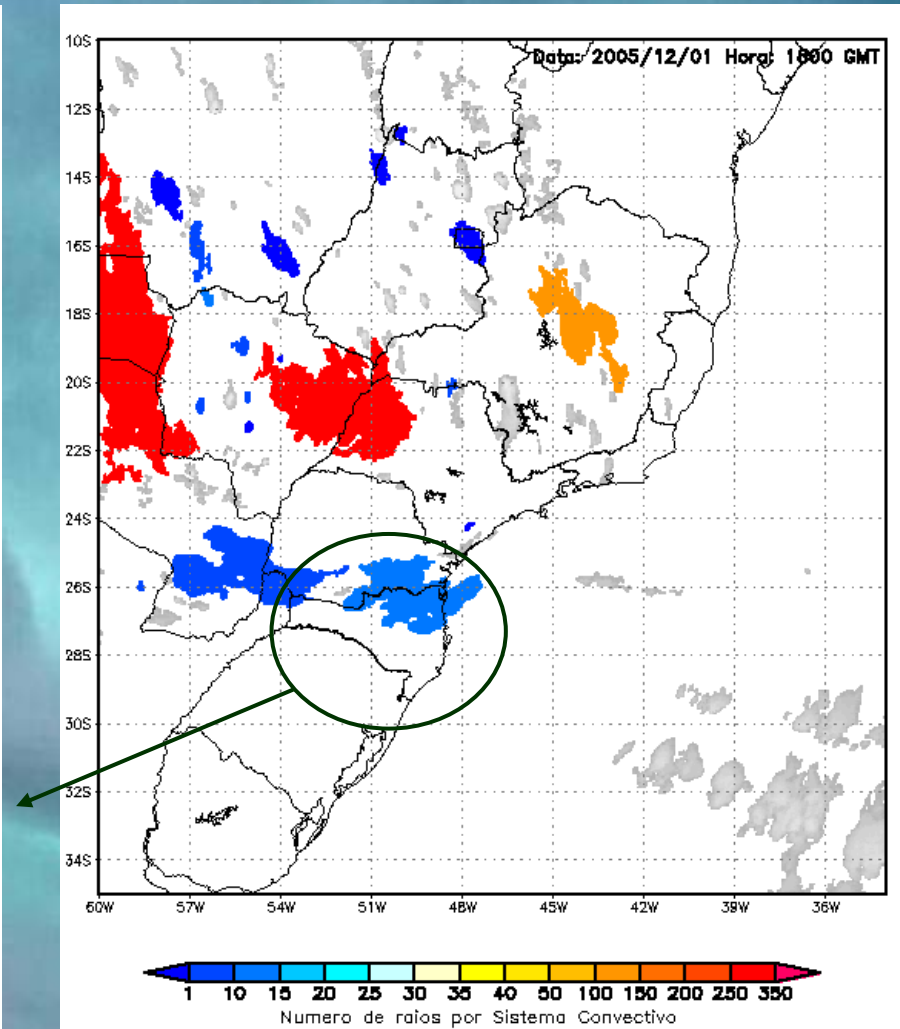 Data: 2005/12/01 Hora: 1800 GMT
10S
12S
14S
16S
18S
20S
22S
24S
26S
28S
30S
32S
34S
60W 57W 54W 51W 48W 45W 42W 39W 36W
1 10 15 20 25 30 35 40 50 100 150 200 250 350
Numero de raios por Sistema Convectivo